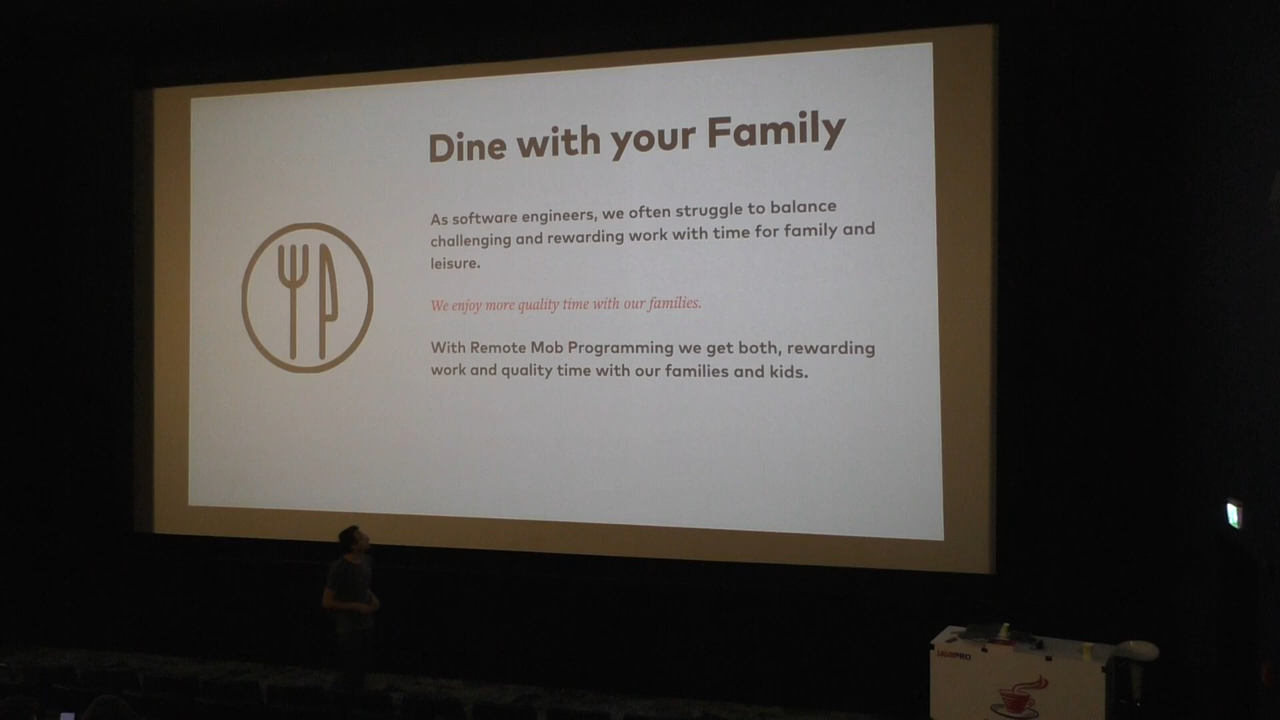 Dine with your Family
As software engineers, we often struggle to balance
challenging and rewarding work with time for family and
leisure.
We enjoy more quality time with our families.
With Remote Mob Programming we get both, rewarding
work and quality time with our families and kids.